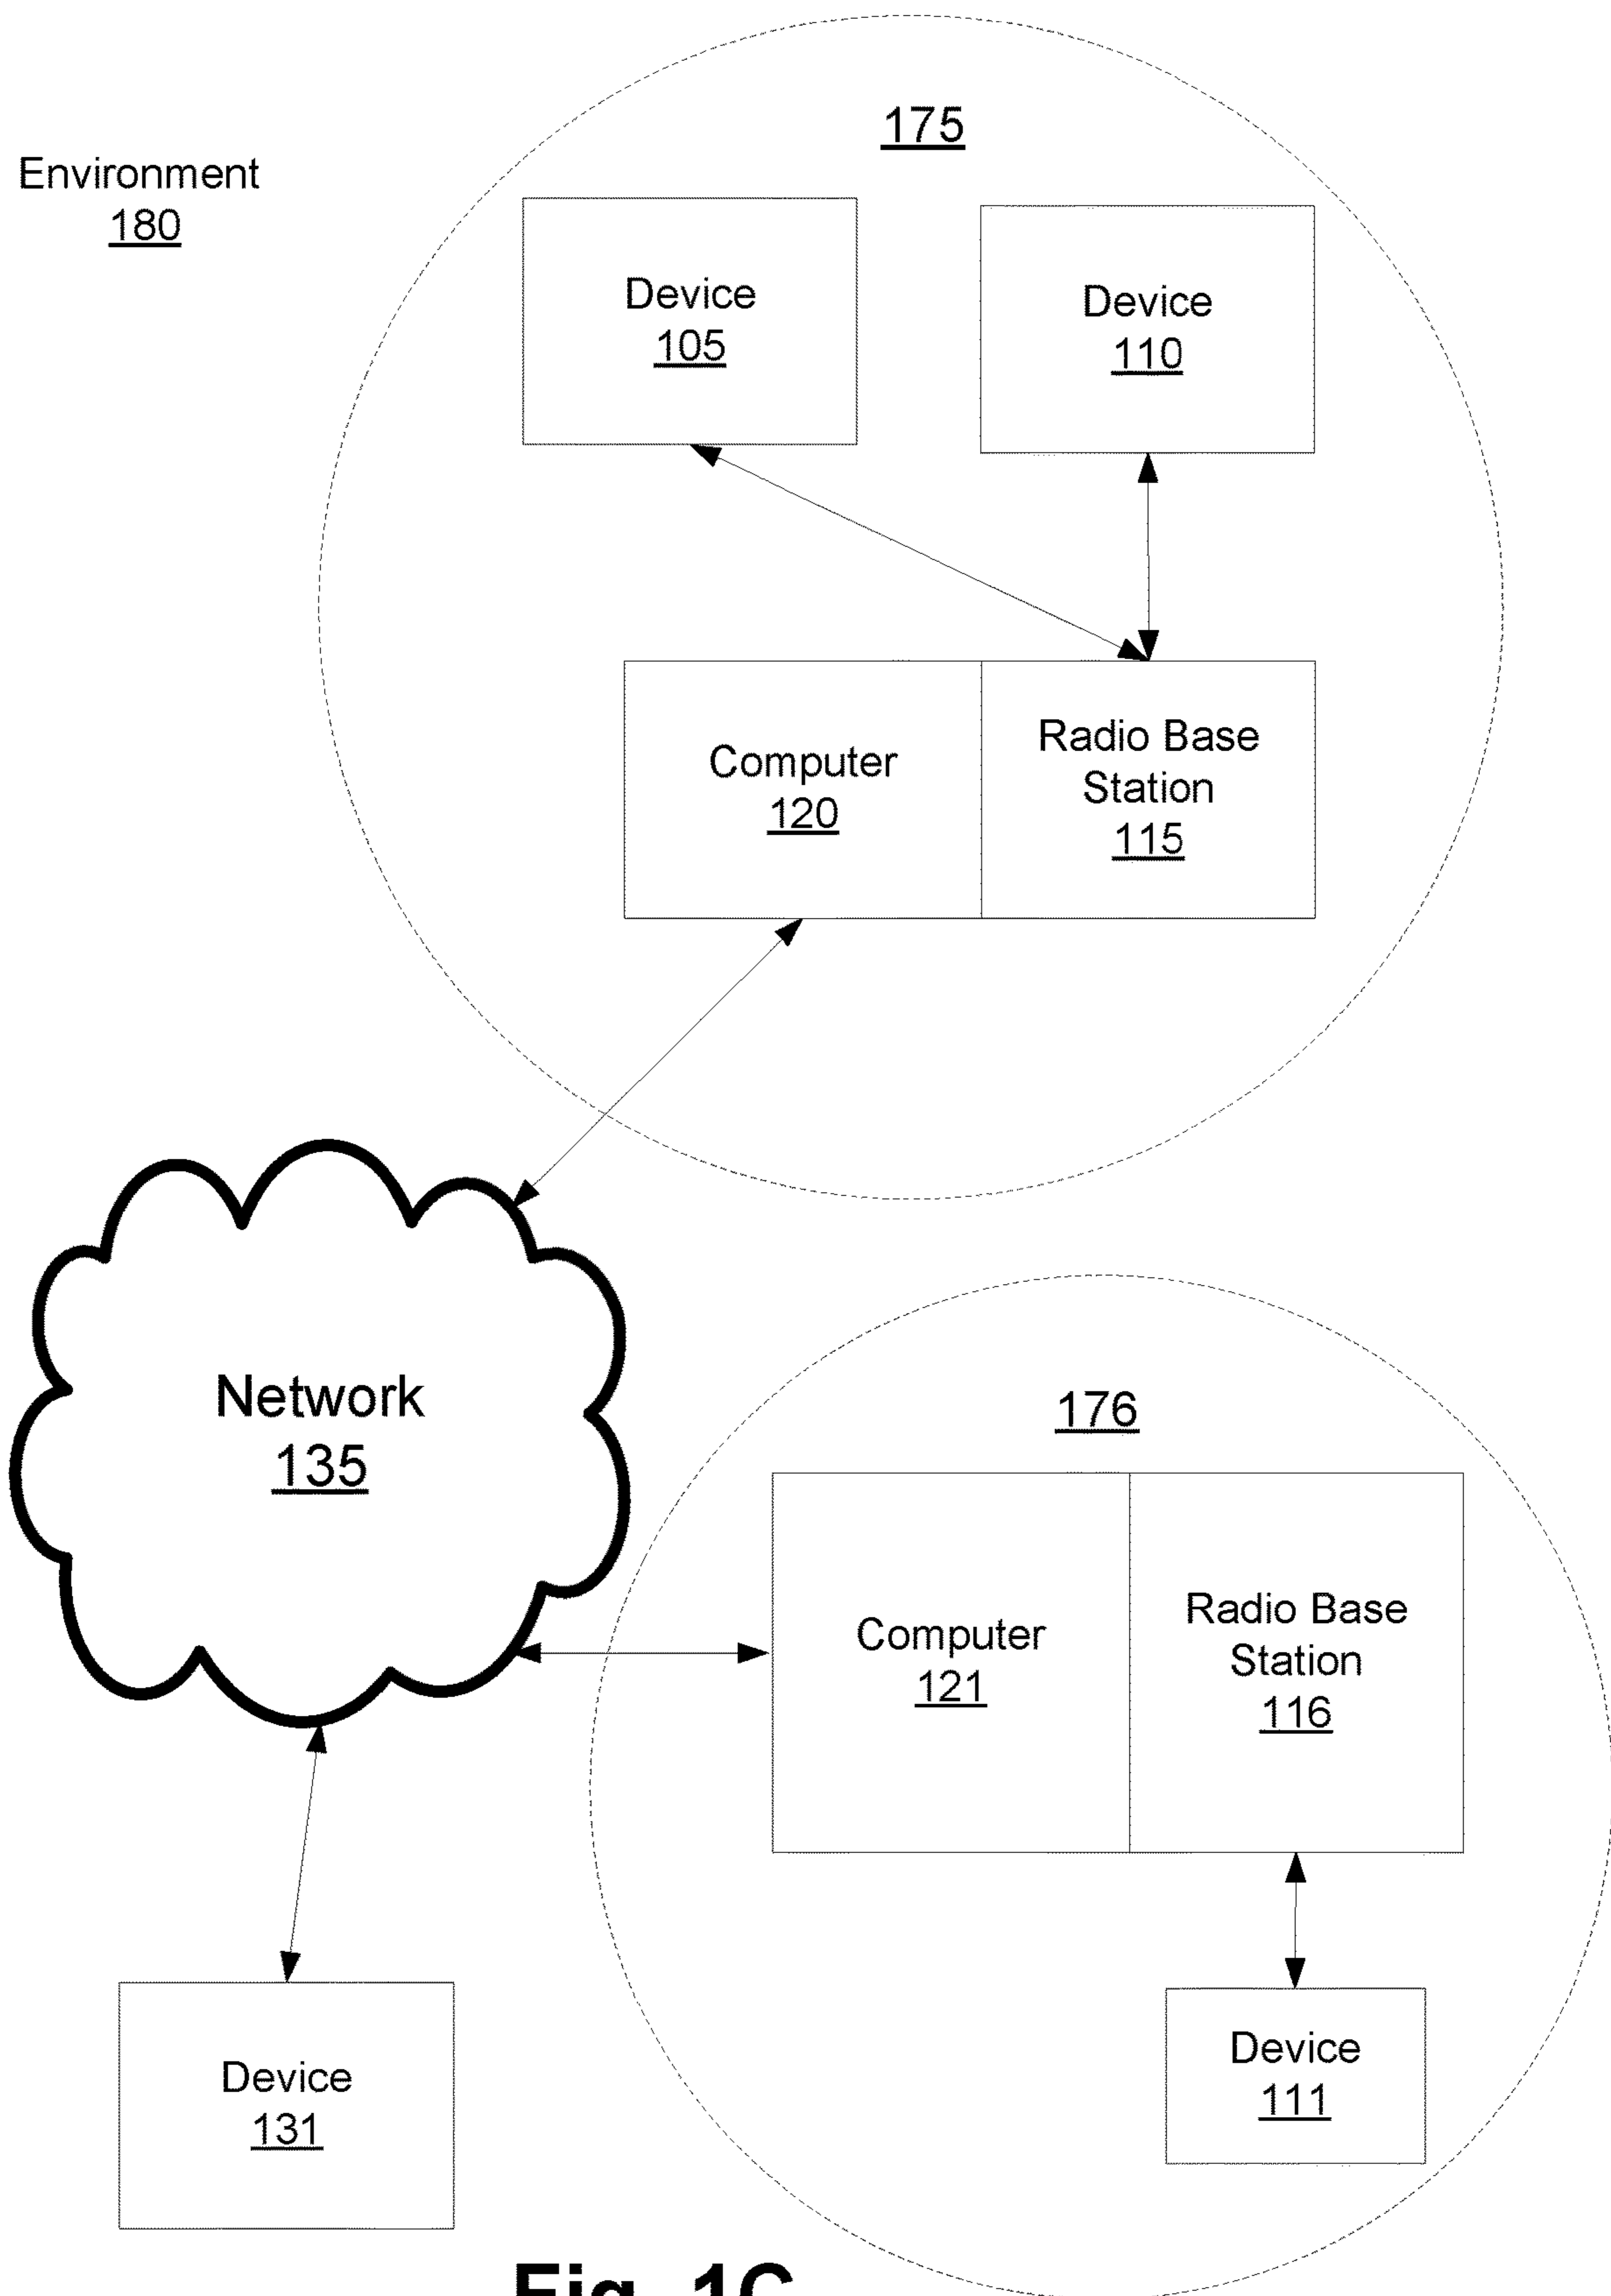 175
Environment
180
Device
105
Device
110
Computer
120
Radio Base
Station
115
Network
135
176
Computer
121
Radio Base
Station
116
Device
131
Device
111
Fig. 1C